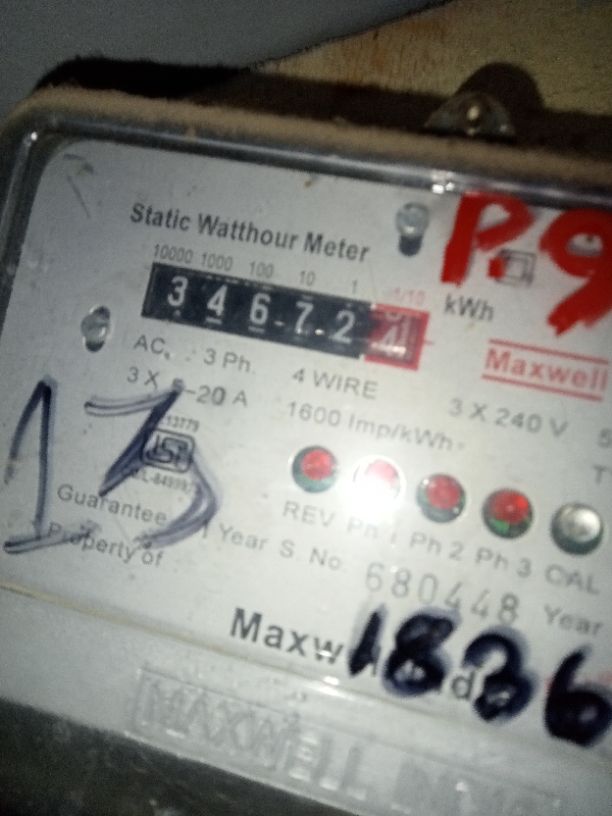 Static Watthour Meter
P.9
10000 1000 100 10 1 1/10
3 4 6 7 2 4 kWh
Maxwell
AC, 3 Ph. 4 WIRE 3 X 240 V
3 X 5-20 A 1600 Imp/kWh
13779
ISI
13
REV Ph 1 Ph 2 Ph 3 CAL
Guarantee 1 Year S. No. 680448 Year
Property of
1836
MAXWELL